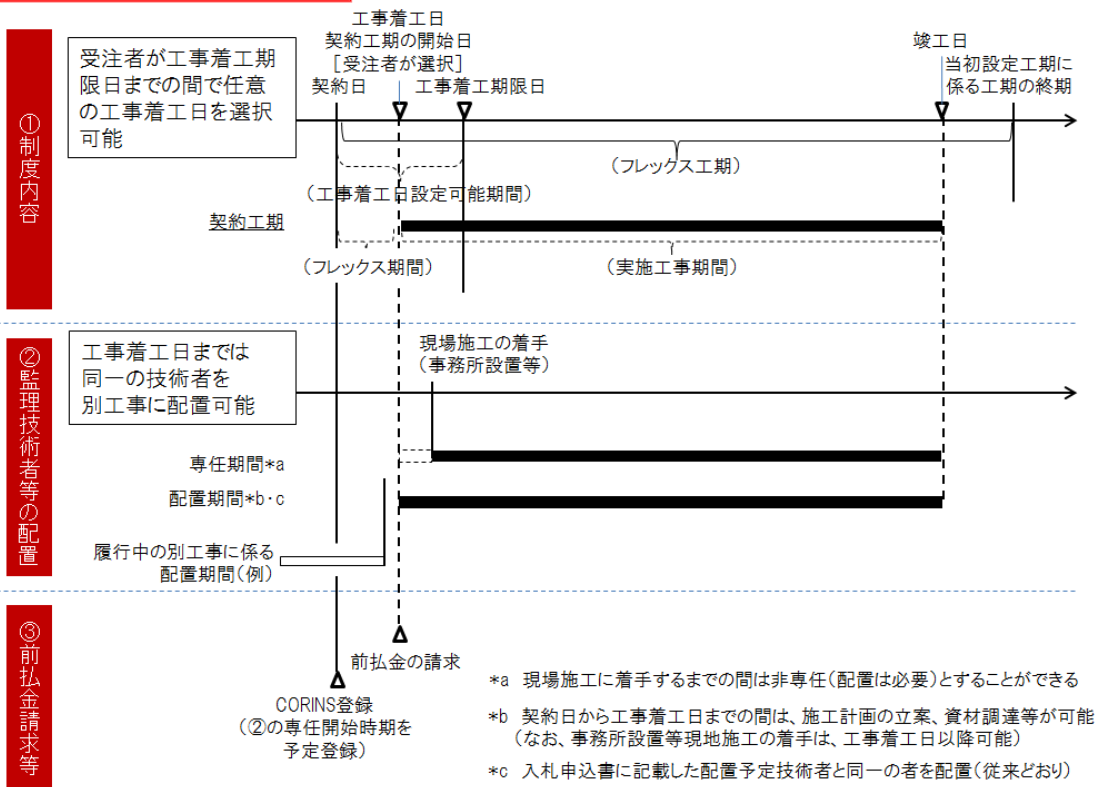 ①制度内容
受注者が工事着工期
限日までの間で任意
の工事着工日を選択
可能
工事着工日
契約工期の開始日
［受注者が選択］
契約日
工事着工期限日
竣工日
当初設定工期に
係る工期の終期
（フレックス工期）
（工事着工日設定可能期間）
契約工期
（フレックス期間）
（実施工事期間）
②監理技術者等の配置
工事着工日までは
同一の技術者を
別工事に配置可能
現場施工の着手
（事務所設置等）
専任期間*a
配置期間*b・c
履行中の別工事に係る
配置期間（例）
③前払金請求等
前払金の請求
CORINS登録
（②の専任開始時期を
予定登録）
*a 現場施工に着手するまでの間は非専任（配置は必要）とすることができる
*b 契約日から工事着工日までの間は、施工計画の立案、資材調達等が可能
（なお、事務所設置等現地施工の着手は、工事着工日以降可能）
*c 入札申込書に記載した配置予定技術者と同一の者を配置（従来どおり）